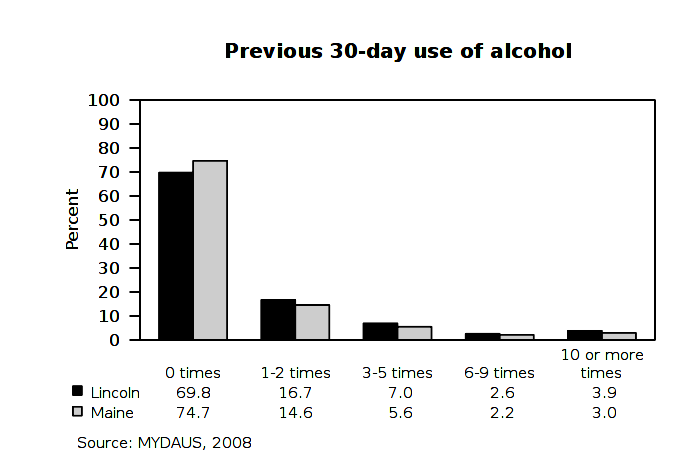 Previous 30-day use of alcohol
Percent
100
90
80
70
60
50
40
30
20
10
0
0 times 1-2 times 3-5 times 6-9 times 10 or more times
Lincoln 69.8 16.7 7.0 2.6 3.9
Maine 74.7 14.6 5.6 2.2 3.0
Source: MYDAUS, 2008